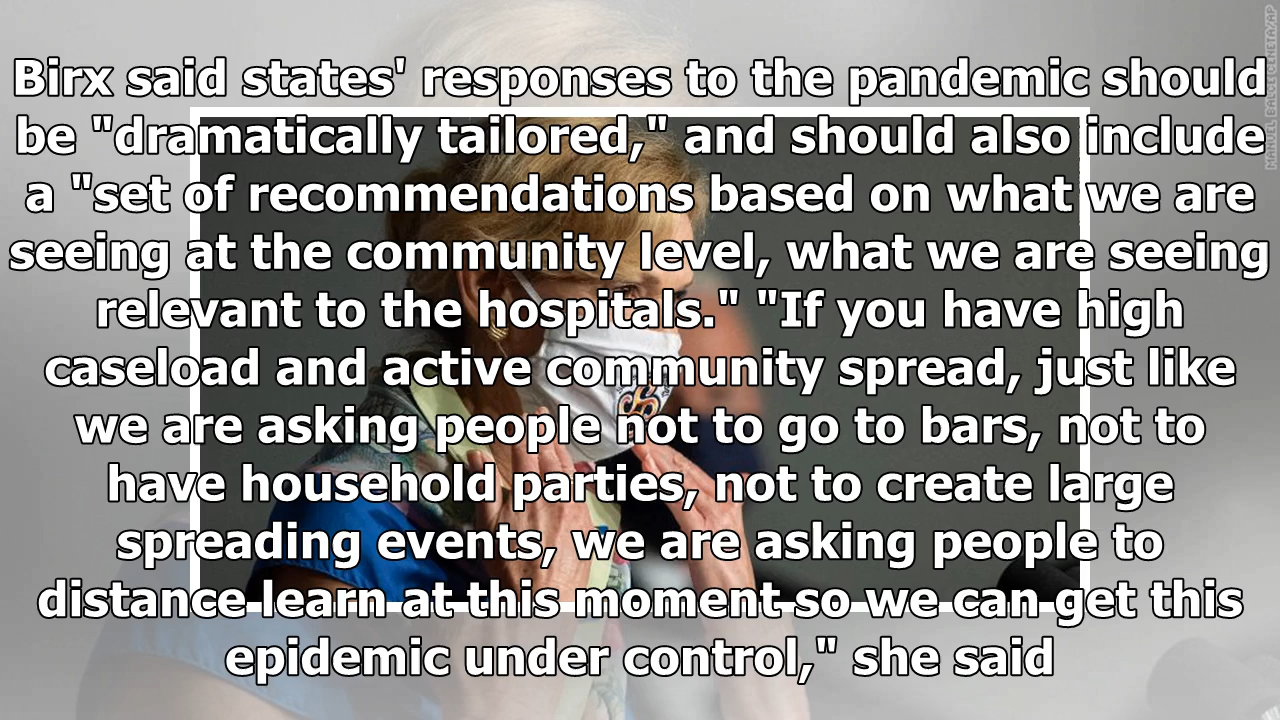 Birx said states' responses to the pandemic should
be "dramatically tailored," and should also include
a "set of recommendations based on what we are
seeing at the community level, what we are seeing
relevant to the hospitals." "If you have high
caseload and active community spread, just like
we are asking people not to go to bars, not to
have household parties, not to create large
spreading events, we are asking people to
distance learn at this moment so we can get this
epidemic under control," she said
MANUEL BALCE CENETA/AP